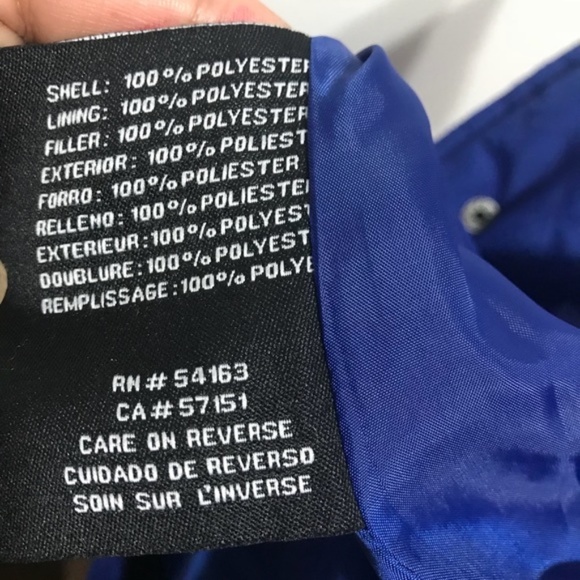 SHELL: 100% POLYESTER
LINING: 100% POLYESTER
FILLER: 100% POLYESTER
EXTERIOR: 100% POLIEST
FORRO: 100% POLIESTER
RELLENO: 100% POLIESTE
EXTERIEUR: 100% POLYEST
DOUBLURE: 100% POLYEST
REMPLISSAGE: 100% POLYE
RN# 54163
CA# 57151
CARE ON REVERSE
CUIDADO DE REVERSO
SOIN SUR L'INVERSE